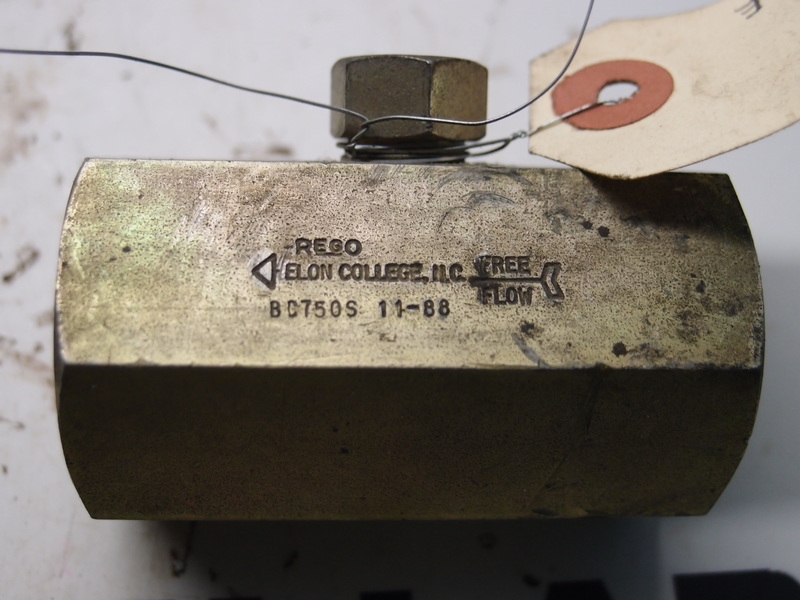 REGO
ELON COLLEGE, N.C. FREE FLOW
BC750S 11-88